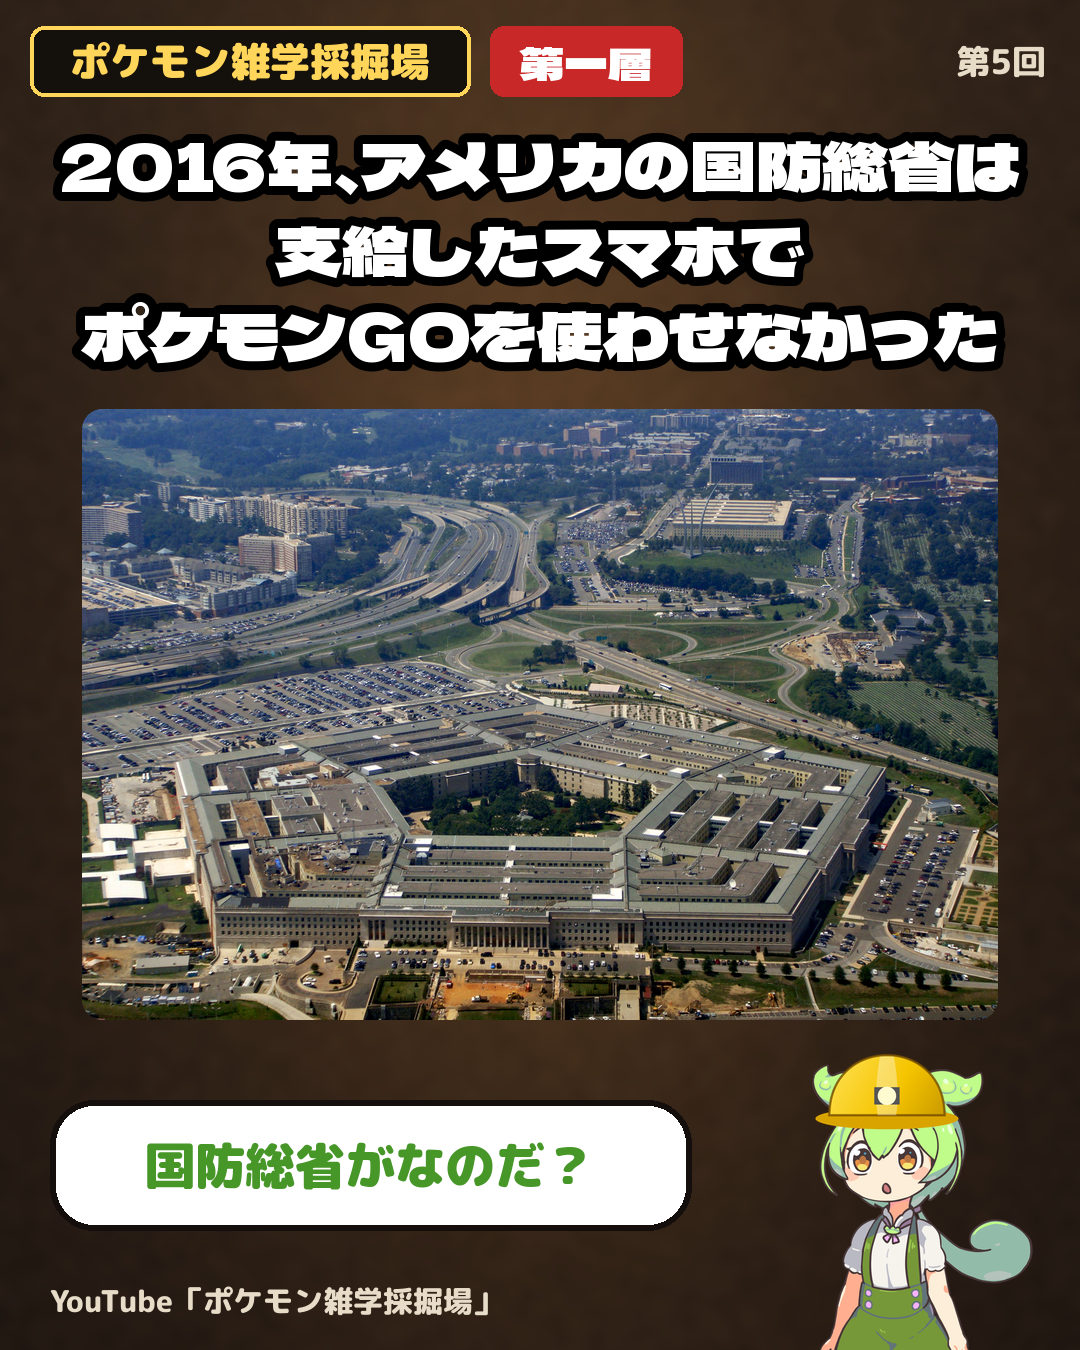 ポケモン雑学採掘場
第一層
第5回
2016年、アメリカの国防総省は
支給したスマホで
ポケモンGOを使わせなかった
国防総省がなのだ？
YouTube「ポケモン雑学採掘場」